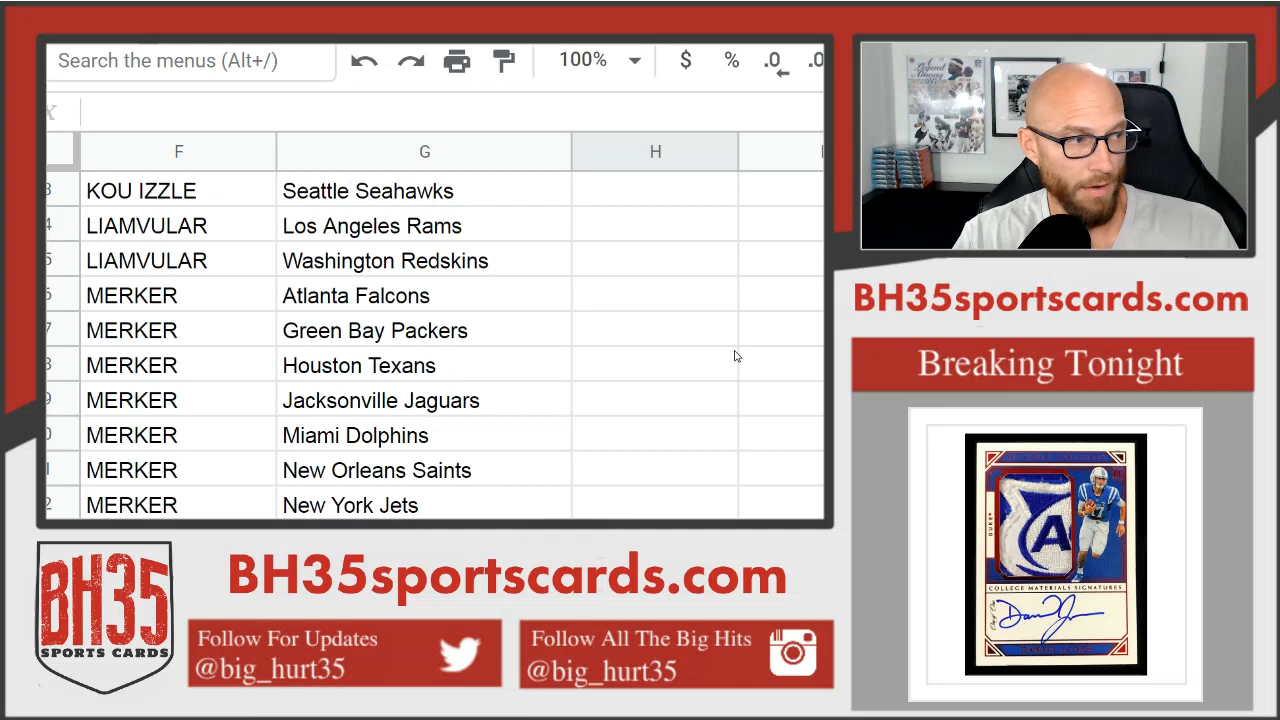 Search the menus (Alt+/)
100%
$
%
.0
.0
F
G
H
KOU IZZLE
Seattle Seahawks
LIAMVULAR
Los Angeles Rams
LIAMVULAR
Washington Redskins
MERKER
Atlanta Falcons
MERKER
Green Bay Packers
MERKER
Houston Texans
MERKER
Jacksonville Jaguars
MERKER
Miami Dolphins
MERKER
New Orleans Saints
MERKER
New York Jets
BH35sportscards.com
Breaking Tonight
DUKE
A
COLLEGE MATERIALS SIGNATURES
BH35
SPORTS CARDS
BH35sportscards.com
Follow For Updates
@big_hurt35
Follow All The Big Hits
@big_hurt35